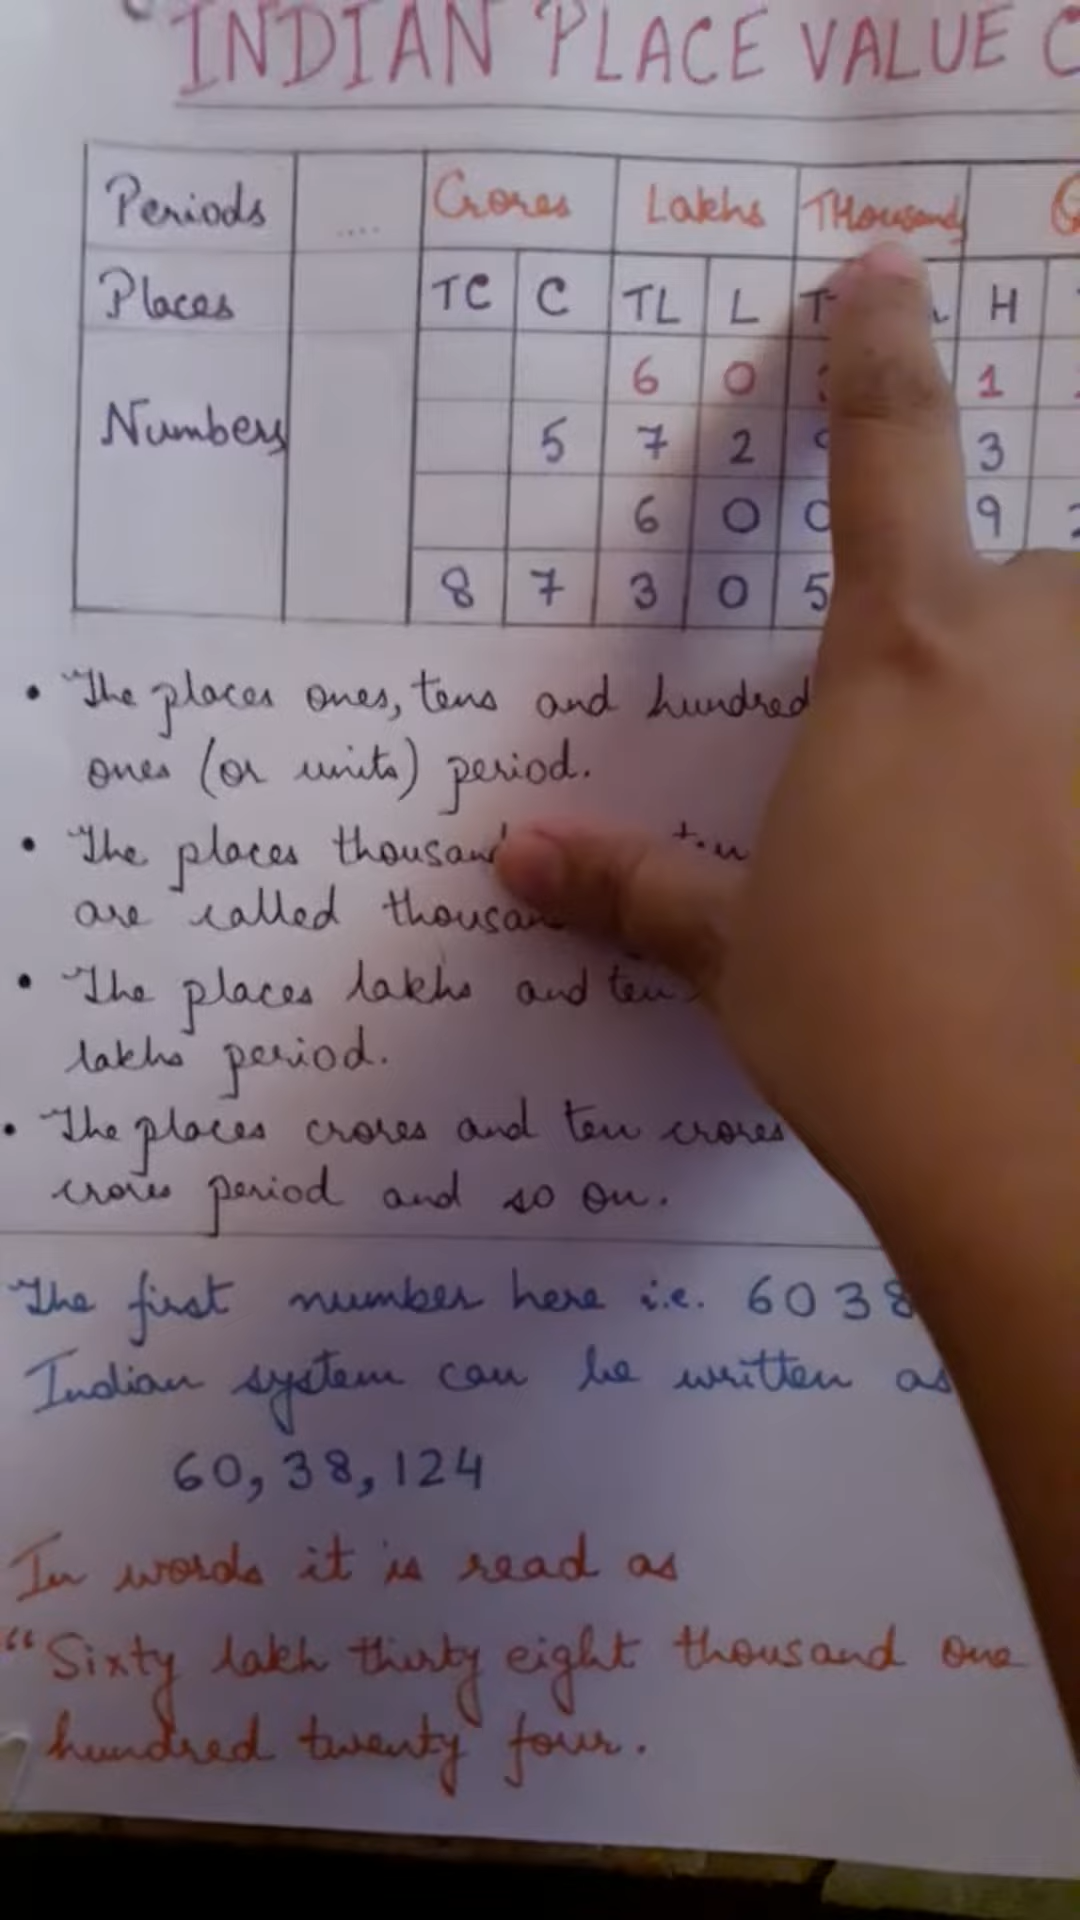 INDIAN PLACE VALUE
Periods .... Crores Lakhs Thousands
Places TC C TL L H
Numbers
6 0 1
5 7 2 3
6 0 0 9
8 7 3 0 5
• The places ones, tens and hundred
ones (or units) period.
• The places
are called
• The places lakhs and ten
lakhs period.
• The places crores and ten crores
crores period and so on.
The first number here i.e. 6038
Indian system can be written as
60,38,124
In words it is read as
"Sixty lakh thirty eight thousand one
hundred twenty four.